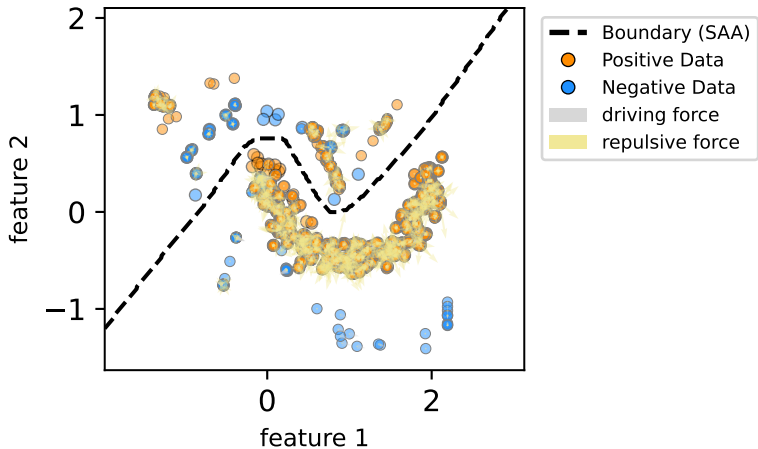 2
1
0
−1
feature 2
0
2
feature 1
Boundary (SAA)
Positive Data
Negative Data
driving force
repulsive force